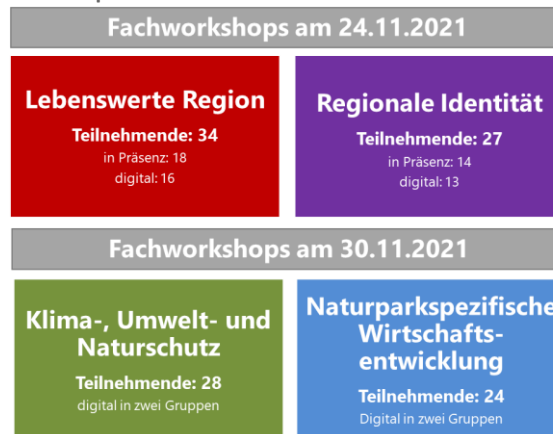 Fachworkshops am 24.11.2021
Lebenswerte Region
Teilnehmende: 34
in Präsenz: 18
digital: 16
Regionale Identität
Teilnehmende: 27
in Präsenz: 14
digital: 13
Fachworkshops am 30.11.2021
Klima-, Umwelt- und
Naturschutz
Teilnehmende: 28
digital in zwei Gruppen
Naturparkspezifische
Wirtschafts-
entwicklung
Teilnehmende: 24
Digital in zwei Gruppen